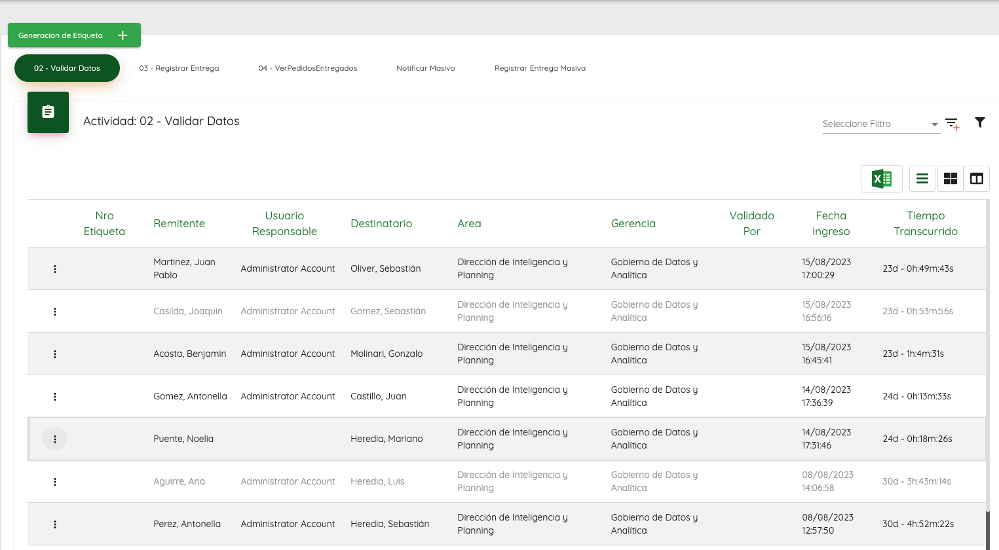 Generacion de Etiqueta
02 - Validar Datos
03 - Registrar Entrega
04 - VerPedidosEntregados
Notificar Masivo
Registrar Entrega Masiva
Actividad: 02 - Validar Datos
Seleccione Filtro
Nro Etiqueta
Remitente
Usuario Responsable
Destinatario
Area
Gerencia
Validado Por
Fecha Ingreso
Tiempo Transcurrido
Martinez, Juan Pablo
Administrator Account
Oliver, Sebastián
Dirección de Inteligencia y Planning
Gobierno de Datos y Analítica
15/08/2023 17:00:29
23d - 0h:49m:43s
Casilda, Joaquin
Administrator Account
Gomez, Sebastián
Dirección de Inteligencia y Planning
Gobierno de Datos y Analítica
15/08/2023 16:56:16
23d - 0h:53m:56s
Acosta, Benjamin
Administrator Account
Molinari, Gonzalo
Dirección de Inteligencia y Planning
Gobierno de Datos y Analítica
15/08/2023 16:45:41
23d - 1h:4m:31s
Gomez, Antonella
Administrator Account
Castillo, Juan
Dirección de Inteligencia y Planning
Gobierno de Datos y Analítica
14/08/2023 17:36:39
24d - 0h:13m:33s
Puente, Noelia
Heredia, Mariano
Dirección de Inteligencia y Planning
Gobierno de Datos y Analítica
14/08/2023 17:31:46
24d - 0h:18m:26s
Aguirre, Ana
Administrator Account
Heredia, Luis
Dirección de Inteligencia y Planning
Gobierno de Datos y Analítica
08/08/2023 14:06:58
30d - 3h:43m:14s
Perez, Antonella
Administrator Account
Heredia, Sebastián
Dirección de Inteligencia y Planning
Gobierno de Datos y Analítica
08/08/2023 12:57:50
30d - 4h:52m:22s